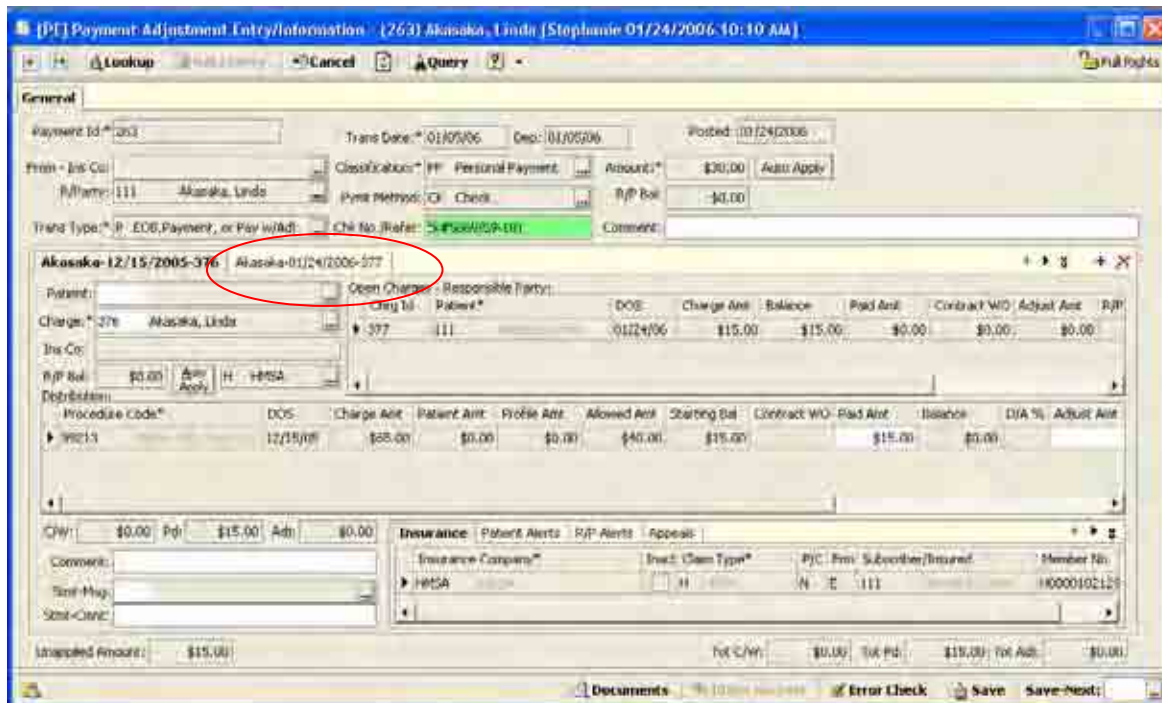 [PE] Payment Adjustment Entry/Information - (263) Akasaka, Linda [Stephanie 01/24/2006 10:10 AM]
Lookup Cancel Query Full Rights
General
Payment Id:* 263 Trans Date:* 01/05/06 Dep: 01/05/06 Posted: 01/24/2006
From - Ins Co: Classification:* PP Personal Payment Amount:* $30.00 Auto Apply
R/Party: 111 Akasaka, Linda Pymt Method: CK Check R/P Bal: $0.00
Trans Type:* P EOB,Payment, or Pay w/Adj Chk No./Refer: Comment:
Akasaka-12/15/2005-376 Akasaka-01/24/2006-377
Patient: Open Charges - Responsible Party:
Chrg Id Patient* DOS Charge Amt Balance Paid Amt Contract WO Adjust Amt R/P
Charge:* 376 Akasaka, Linda 377 111 01/24/06 $15.00 $15.00 $0.00 $0.00 $0.00
Ins Co:
R/P Bal: $0.00 Auto Apply H HMSA
Distribution:
Procedure Code* DOS Charge Amt Patient Amt Profile Amt Allowed Amt Starting Bal Contract WO Paid Amt Balance D/A % Adjust Amt
99213 12/15/05 $65.00 $0.00 $0.00 $40.00 $15.00 $15.00 $0.00
C/W: $0.00 Pd: $15.00 Adj: $0.00 Insurance Patient Alerts R/P Alerts Appeals
Comment: Insurance Company* Inact Claim Type* P/C Subscriber/Insured Member No.
Stmt-Msg: HMSA H N E 111 H0000102129
Stmt-Cmnt:
Unapplied Amount: $15.00 Tot C/W: $0.00 Tot Pd: $15.00 Tot Adj: $0.00
Documents Error Check Save Save-Next: